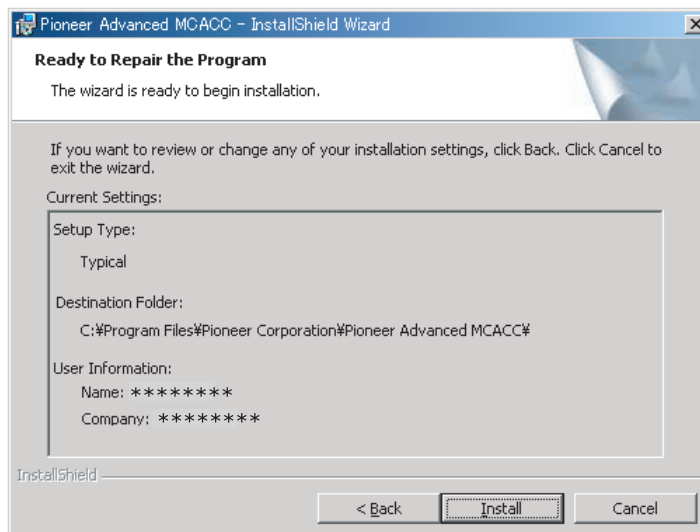 Pioneer Advanced MCACC - InstallShield Wizard
Ready to Repair the Program
The wizard is ready to begin installation.
If you want to review or change any of your installation settings, click Back. Click Cancel to
exit the wizard.
Current Settings:
Setup Type:
Typical
Destination Folder:
C:¥Program Files¥Pioneer Corporation¥Pioneer Advanced MCACC¥
User Information:
Name: ********
Company: ********
InstallShield
< Back
Install
Cancel